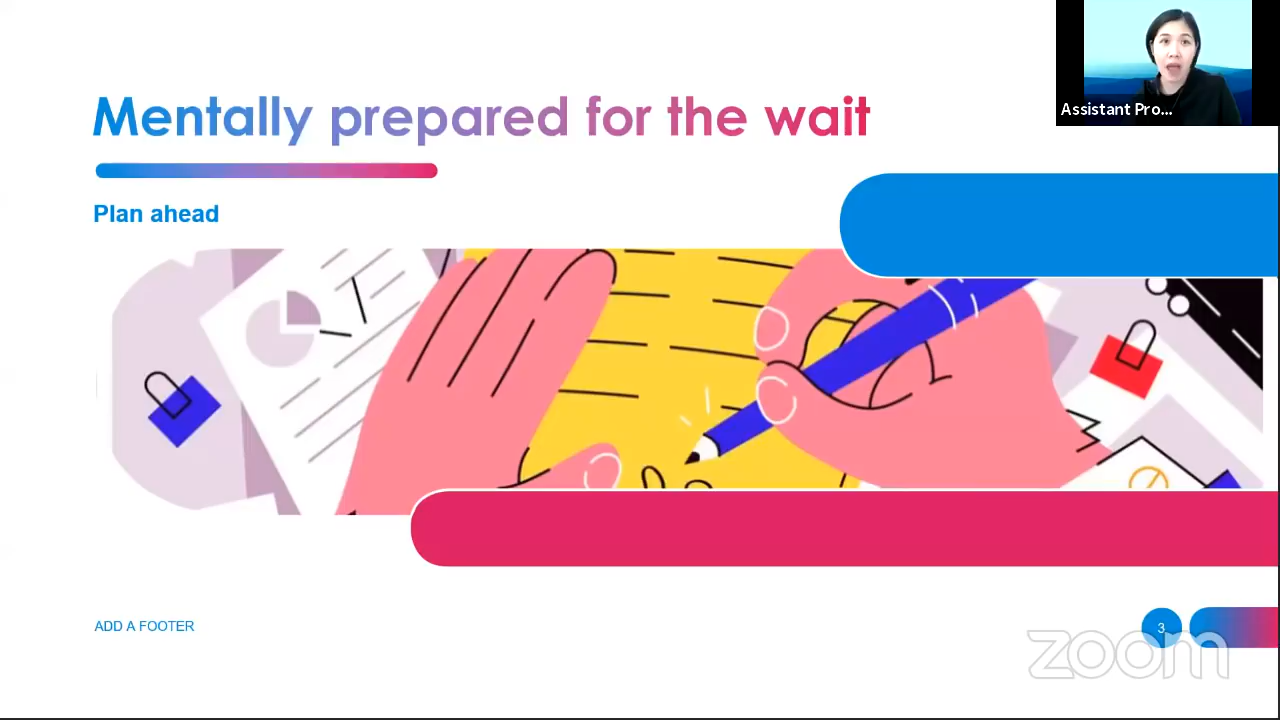 Mentally prepared for the wait
Assistant Pro...
Plan ahead
ADD A FOOTER
3
zoom